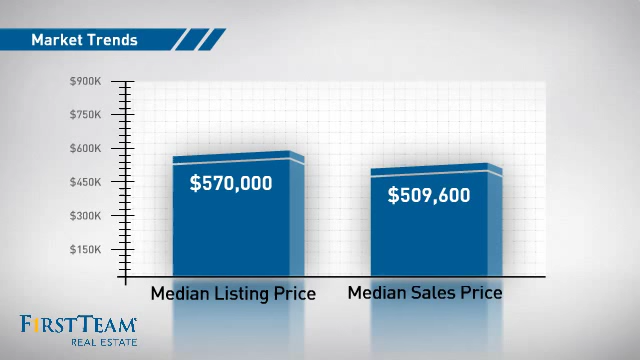 Market Trends
$900K
$750K
$600K
$450K
$300K
$150K
$570,000
$509,600
Median Listing Price
Median Sales Price
FIRSTTEAM®
REAL ESTATE